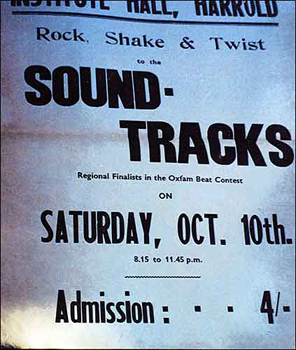 INSTITUTE HALL, HARROLD
Rock, Shake & Twist
to the
SOUND-
TRACKS
Regional Finalists in the Oxfam Beat Contest
ON
SATURDAY, OCT. 10th.
8.15 to 11.45 p.m.
Admission : - - 4/-